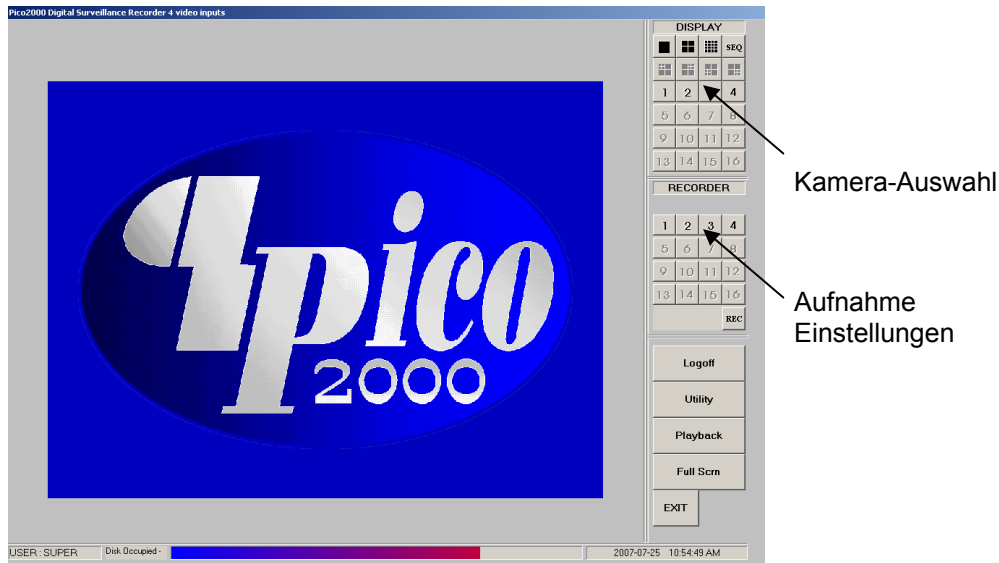 Pico2000 Digital Surveillance Recorder 4 video inputs
DISPLAY
SEQ
1 2 4
5 6 7 8
9 10 11 12
13 14 15 16
Kamera-Auswahl
RECORDER
1 2 3 4
5 6 7 8
9 10 11 12
13 14 15 16
REC
Aufnahme
Einstellungen
pico
2000
Logoff
Utility
Playback
Full Scrn
EXIT
USER : SUPER
Disk Occupied -
2007-07-25 10:54:49 AM